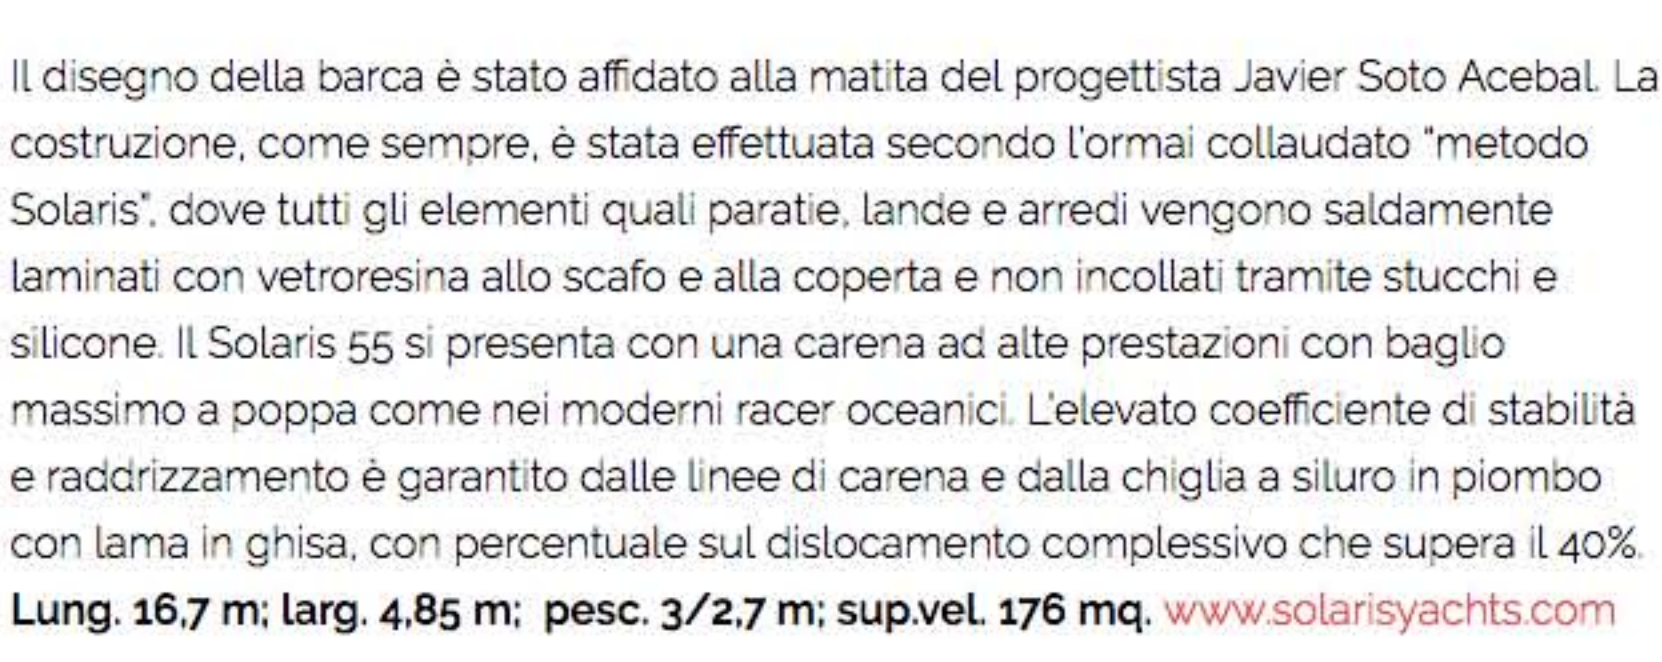 Il disegno della barca è stato affidato alla matita del progettista Javier Soto Acebal. La
costruzione, come sempre, è stata effettuata secondo l'ormai collaudato "metodo
Solaris", dove tutti gli elementi quali paratie, lande e arredi vengono saldamente
laminati con vetroresina allo scafo e alla coperta e non incollati tramite stucchi e
silicone. Il Solaris 55 si presenta con una carena ad alte prestazioni con baglio
massimo a poppa come nei moderni racer oceanici. L'elevato coefficiente di stabilità
e raddrizzamento è garantito dalle linee di carena e dalla chiglia a siluro in piombo
con lama in ghisa, con percentuale sul dislocamento complessivo che supera il 40%.
Lung. 16,7 m; larg. 4,85 m;  pesc. 3/2,7 m; sup.vel. 176 mq. www.solarisyachts.com